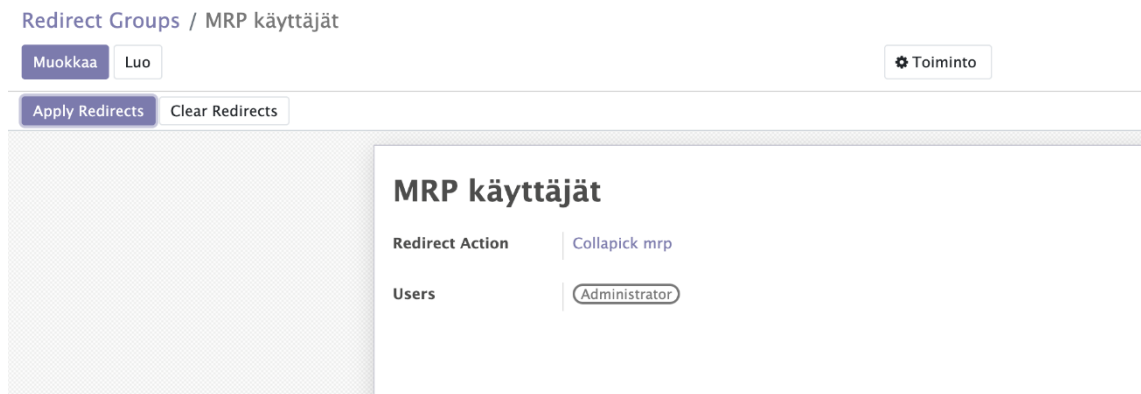 Redirect Groups / MRP käyttäjät
Muokkaa Luo Toiminto
Apply Redirects Clear Redirects
MRP käyttäjät
Redirect Action Collapick mrp
Users Administrator